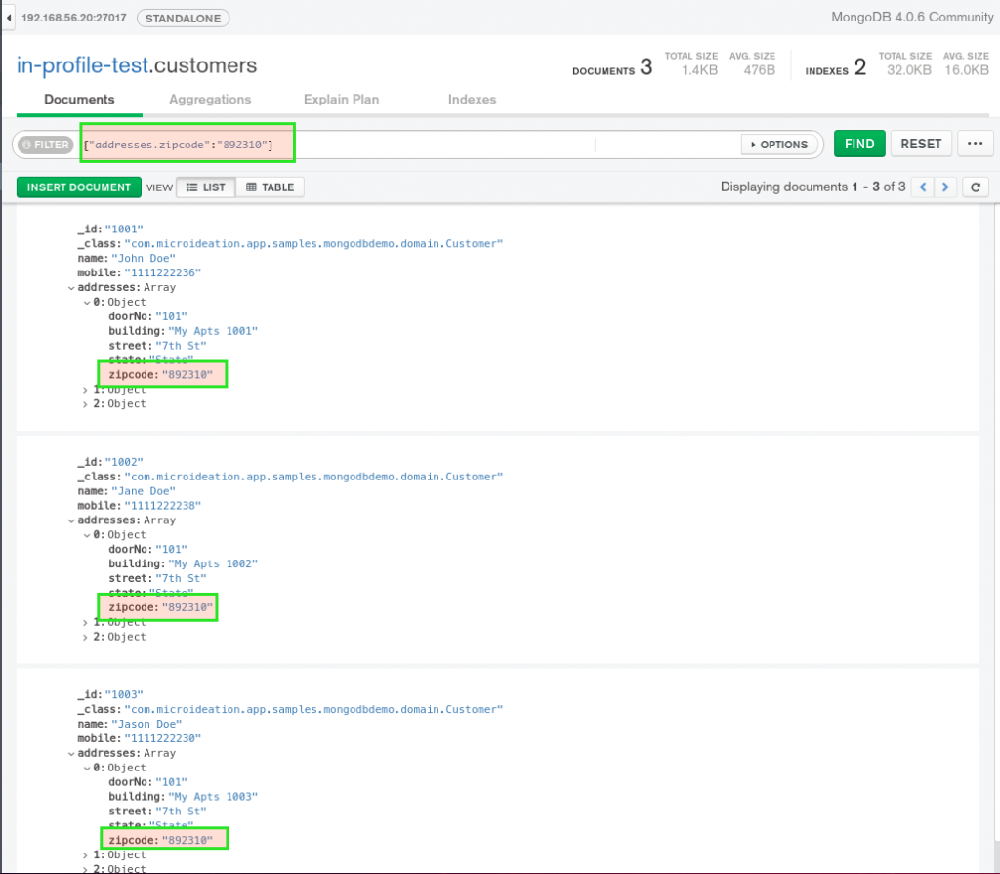 192.168.56.20:27017 STANDALONE MongoDB 4.0.6 Community
in-profile-test.customers
DOCUMENTS 3 TOTAL SIZE 1.4KB AVG. SIZE 476B INDEXES 2 TOTAL SIZE 32.0KB AVG. SIZE 16.0KB
Documents Aggregations Explain Plan Indexes
FILTER {"addresses.zipcode":"892310"} OPTIONS FIND RESET ...
INSERT DOCUMENT VIEW LIST TABLE Displaying documents 1 - 3 of 3
_id: "1001"
_class: "com.microideation.app.samples.mongodbdemo.domain.Customer"
name: "John Doe"
mobile: "1111222236"
addresses: Array
0: Object
doorNo: "101"
building: "My Apts 1001"
street: "7th St"
state: "State"
zipcode: "892310"
1: Object
2: Object
_id: "1002"
_class: "com.microideation.app.samples.mongodbdemo.domain.Customer"
name: "Jane Doe"
mobile: "1111222238"
addresses: Array
0: Object
doorNo: "101"
building: "My Apts 1002"
street: "7th St"
state: "State"
zipcode: "892310"
1: Object
2: Object
_id: "1003"
_class: "com.microideation.app.samples.mongodbdemo.domain.Customer"
name: "Jason Doe"
mobile: "1111222230"
addresses: Array
0: Object
doorNo: "101"
building: "My Apts 1003"
street: "7th St"
state: "State"
zipcode: "892310"
1: Object
2: Object